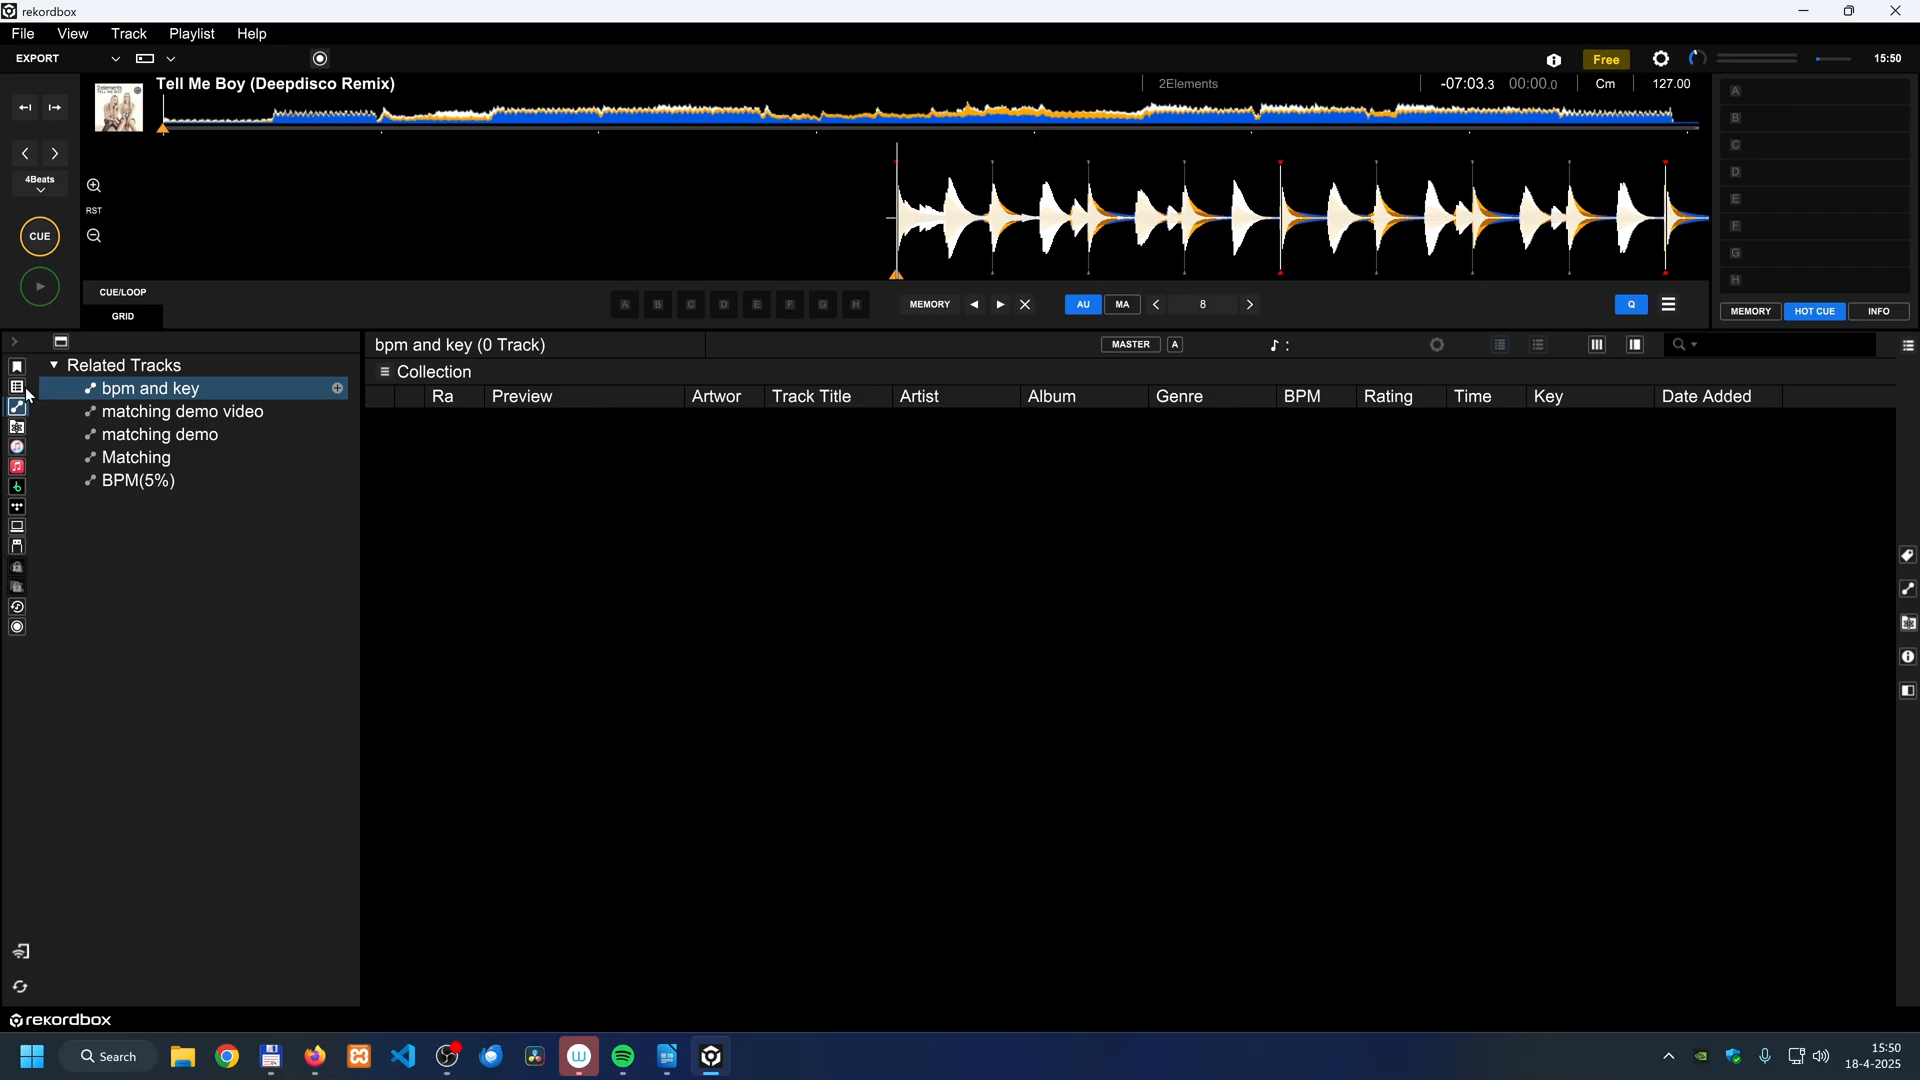 rekordbox
File View Track Playlist Help
EXPORT
Free
15:50
Tell Me Boy (Deepdisco Remix)
2Elements
-07:03.3 00:00.0 Cm 127.00
4Beats
RST
CUE
CUE/LOOP
GRID
A B C D E F G H
MEMORY
AU MA 8
Q
A
B
C
D
E
F
G
H
MEMORY HOT CUE INFO
Related Tracks
bpm and key
matching demo video
matching demo
Matching
BPM(5%)
bpm and key (0 Track)
MASTER A
:
Collection
Ra Preview Artwor Track Title Artist Album Genre BPM Rating Time Key Date Added
rekordbox
Search
15:50
18-4-2025